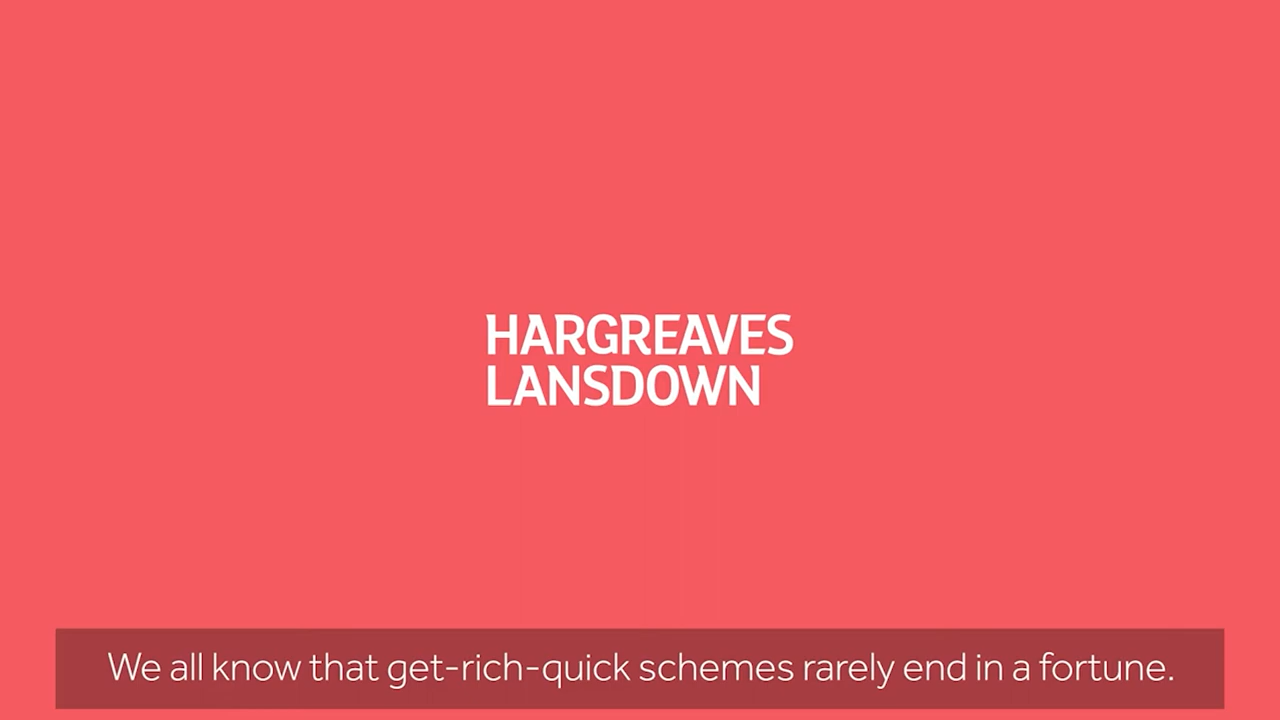 HARGREAVES
LANSDOWN
We all know that get-rich-quick schemes rarely end in a fortune.